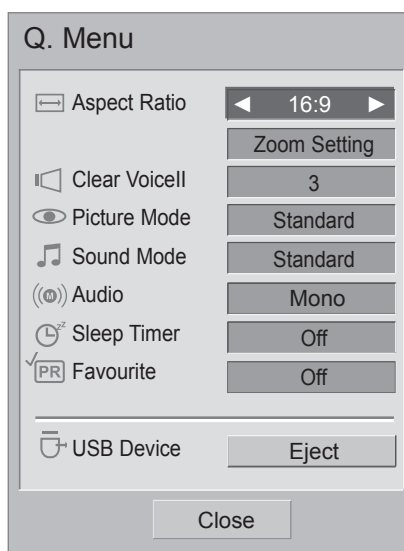 Q. Menu
Aspect Ratio ◄ 16:9 ►
Zoom Setting
Clear VoiceII 3
Picture Mode Standard
Sound Mode Standard
(M) Audio Mono
zz Sleep Timer Off
PR Favourite Off
USB Device Eject
Close